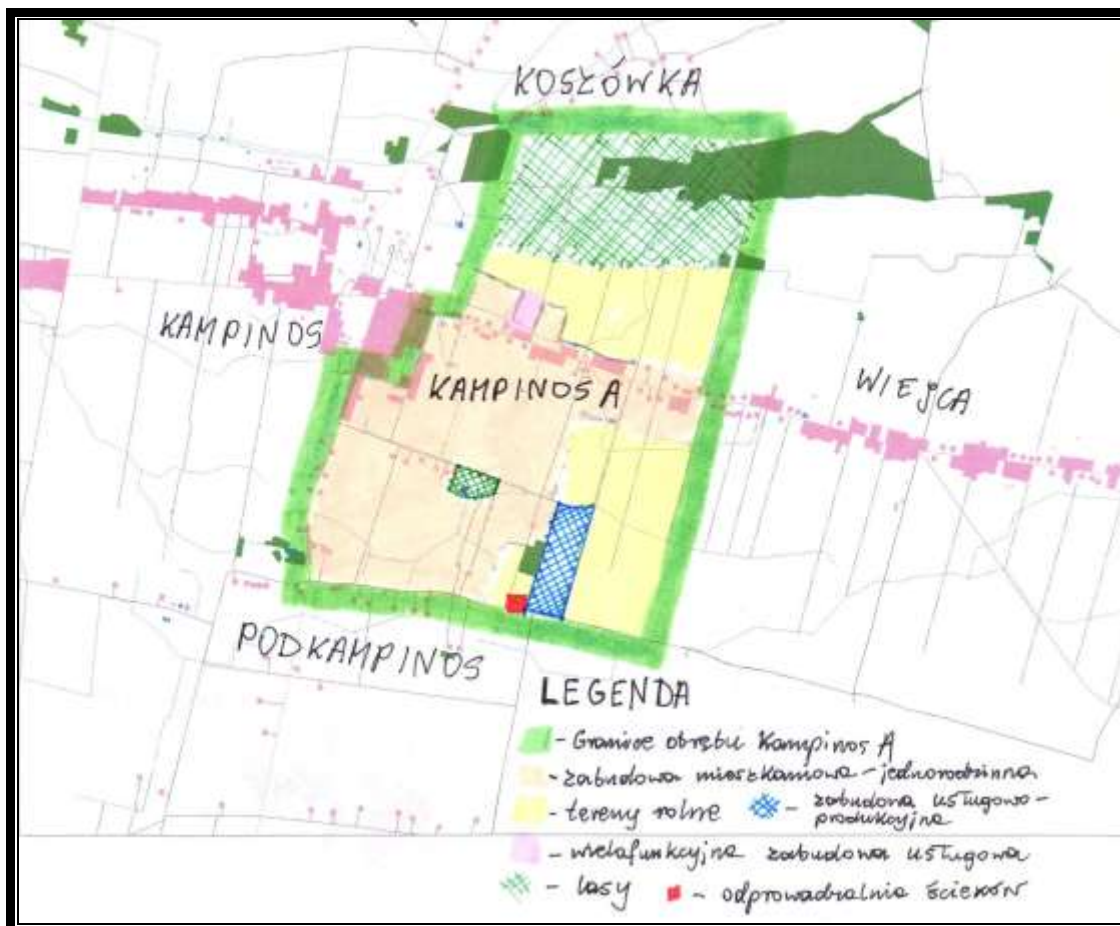 KOSZÓWKA
KAMPINOS
KAMPINOS A
WIEJCA
PODKAMPINOS
LEGENDA
- Granice obrębu Kampinos A
- zabudowa mieszkaniowa - jednorodzinna
- tereny rolne
- zabudowa usługowo-
produkcyjna
- wielofunkcyjna zabudowa usługowa
- lasy
- odprowadzalnia ścieków